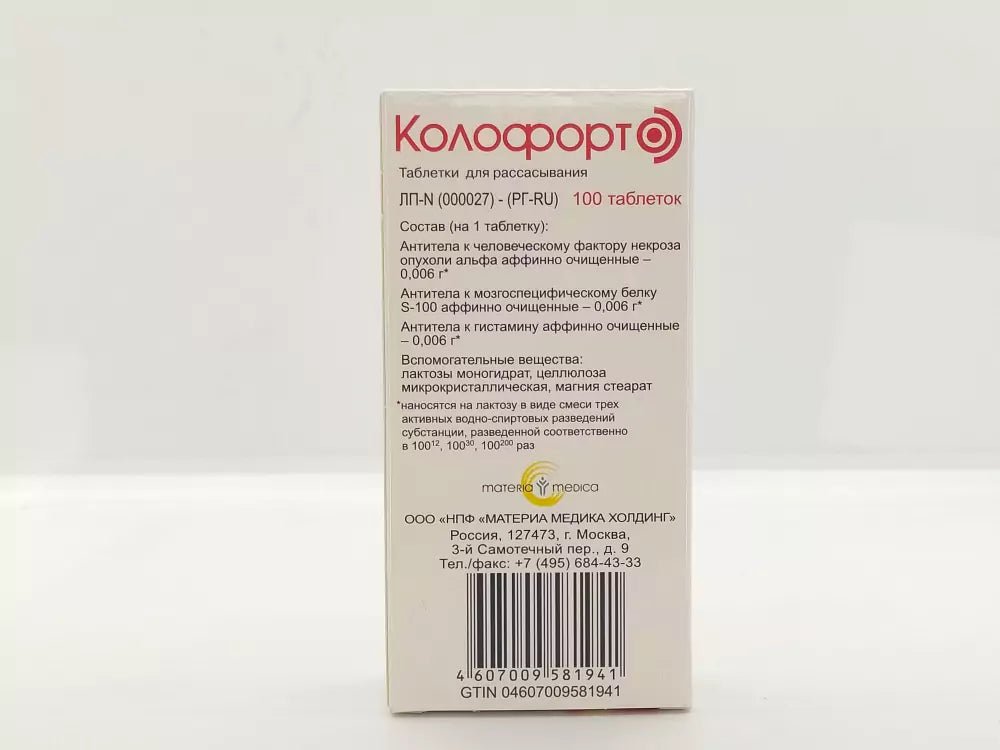 Колофорт
Таблетки для рассасывания
ЛП-N (000027) - (РГ-RU) 100 таблеток
Состав (на 1 таблетку):
Антитела к человеческому фактору некроза
опухоли альфа аффинно очищенные –
0,006 г*
Антитела к мозгоспецифическому белку
S-100 аффинно очищенные – 0,006 г*
Антитела к гистамину аффинно очищенные
– 0,006 г*
Вспомогательные вещества:
лактозы моногидрат, целлюлоза
микрокристаллическая, магния стеарат
*наносятся на лактозу в виде смеси трех
активных водно-спиртовых разведений
субстанции, разведенной соответственно
в 100¹², 100³⁰, 100²⁰⁰ раз
materia medica
ООО «НПФ «МАТЕРИА МЕДИКА ХОЛДИНГ»
Россия, 127473, г. Москва,
3-й Самотечный пер., д. 9
Тел./факс: +7 (495) 684-43-33
4 607009 581941
GTIN 04607009581941